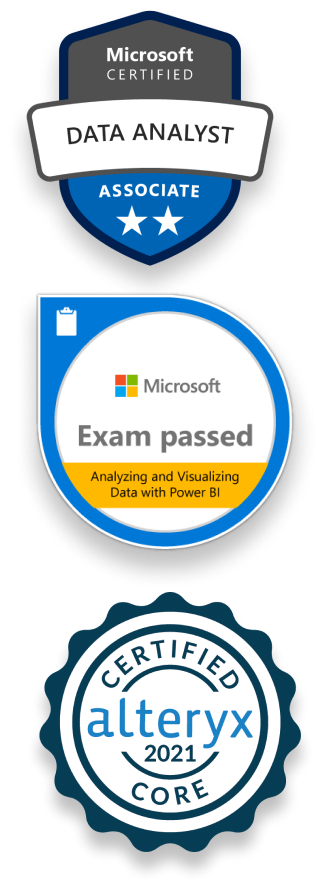 Microsoft
CERTIFIED
DATA ANALYST
ASSOCIATE
Microsoft
Exam passed
Analyzing and Visualizing
Data with Power BI
CERTIFIED
alteryx
2021
CORE